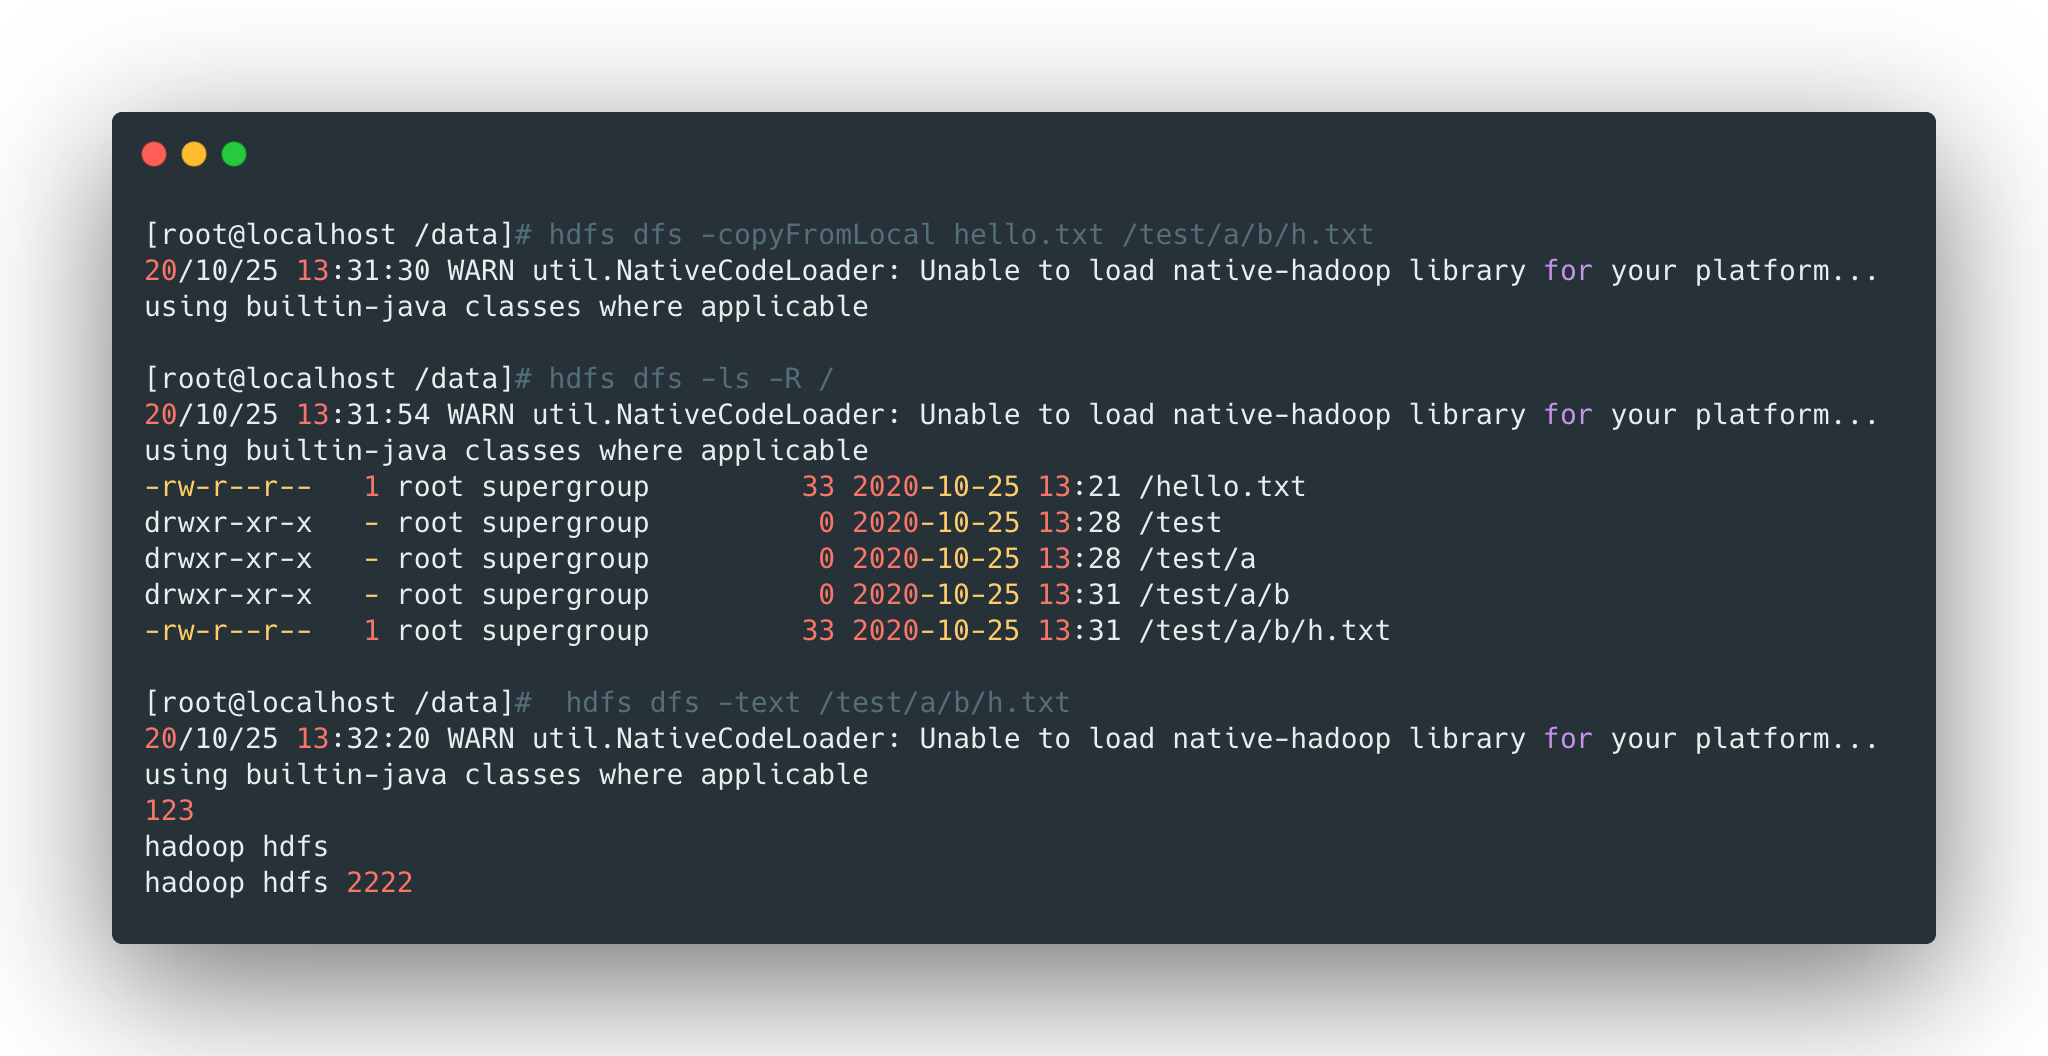 [root@localhost /data]# hdfs dfs -copyFromLocal hello.txt /test/a/b/h.txt
20/10/25 13:31:30 WARN util.NativeCodeLoader: Unable to load native-hadoop library for your platform...
using builtin-java classes where applicable
[root@localhost /data]# hdfs dfs -ls -R /
20/10/25 13:31:54 WARN util.NativeCodeLoader: Unable to load native-hadoop library for your platform...
using builtin-java classes where applicable
-rw-r--r--   1 root supergroup         33 2020-10-25 13:21 /hello.txt
drwxr-xr-x   - root supergroup          0 2020-10-25 13:28 /test
drwxr-xr-x   - root supergroup          0 2020-10-25 13:28 /test/a
drwxr-xr-x   - root supergroup          0 2020-10-25 13:31 /test/a/b
-rw-r--r--   1 root supergroup         33 2020-10-25 13:31 /test/a/b/h.txt
[root@localhost /data]#  hdfs dfs -text /test/a/b/h.txt
20/10/25 13:32:20 WARN util.NativeCodeLoader: Unable to load native-hadoop library for your platform...
using builtin-java classes where applicable
123
hadoop hdfs
hadoop hdfs 2222